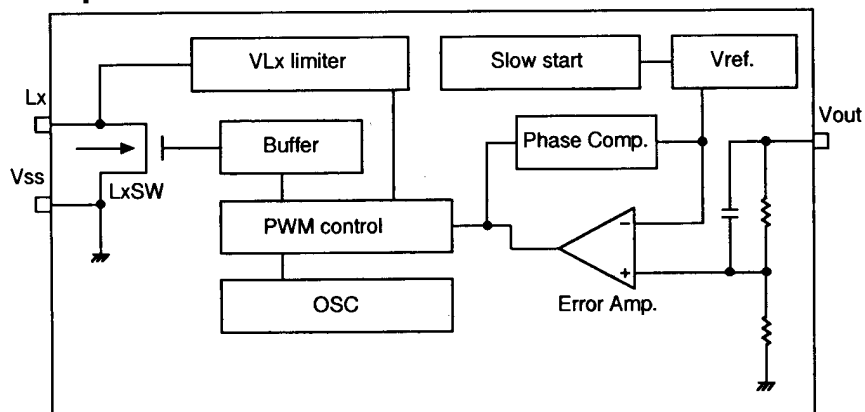 VLx limiter
Slow start
Vref.
Lx
Vout
Buffer
Phase Comp.
Vss
LxSW
PWM control
−
+
OSC
Error Amp.